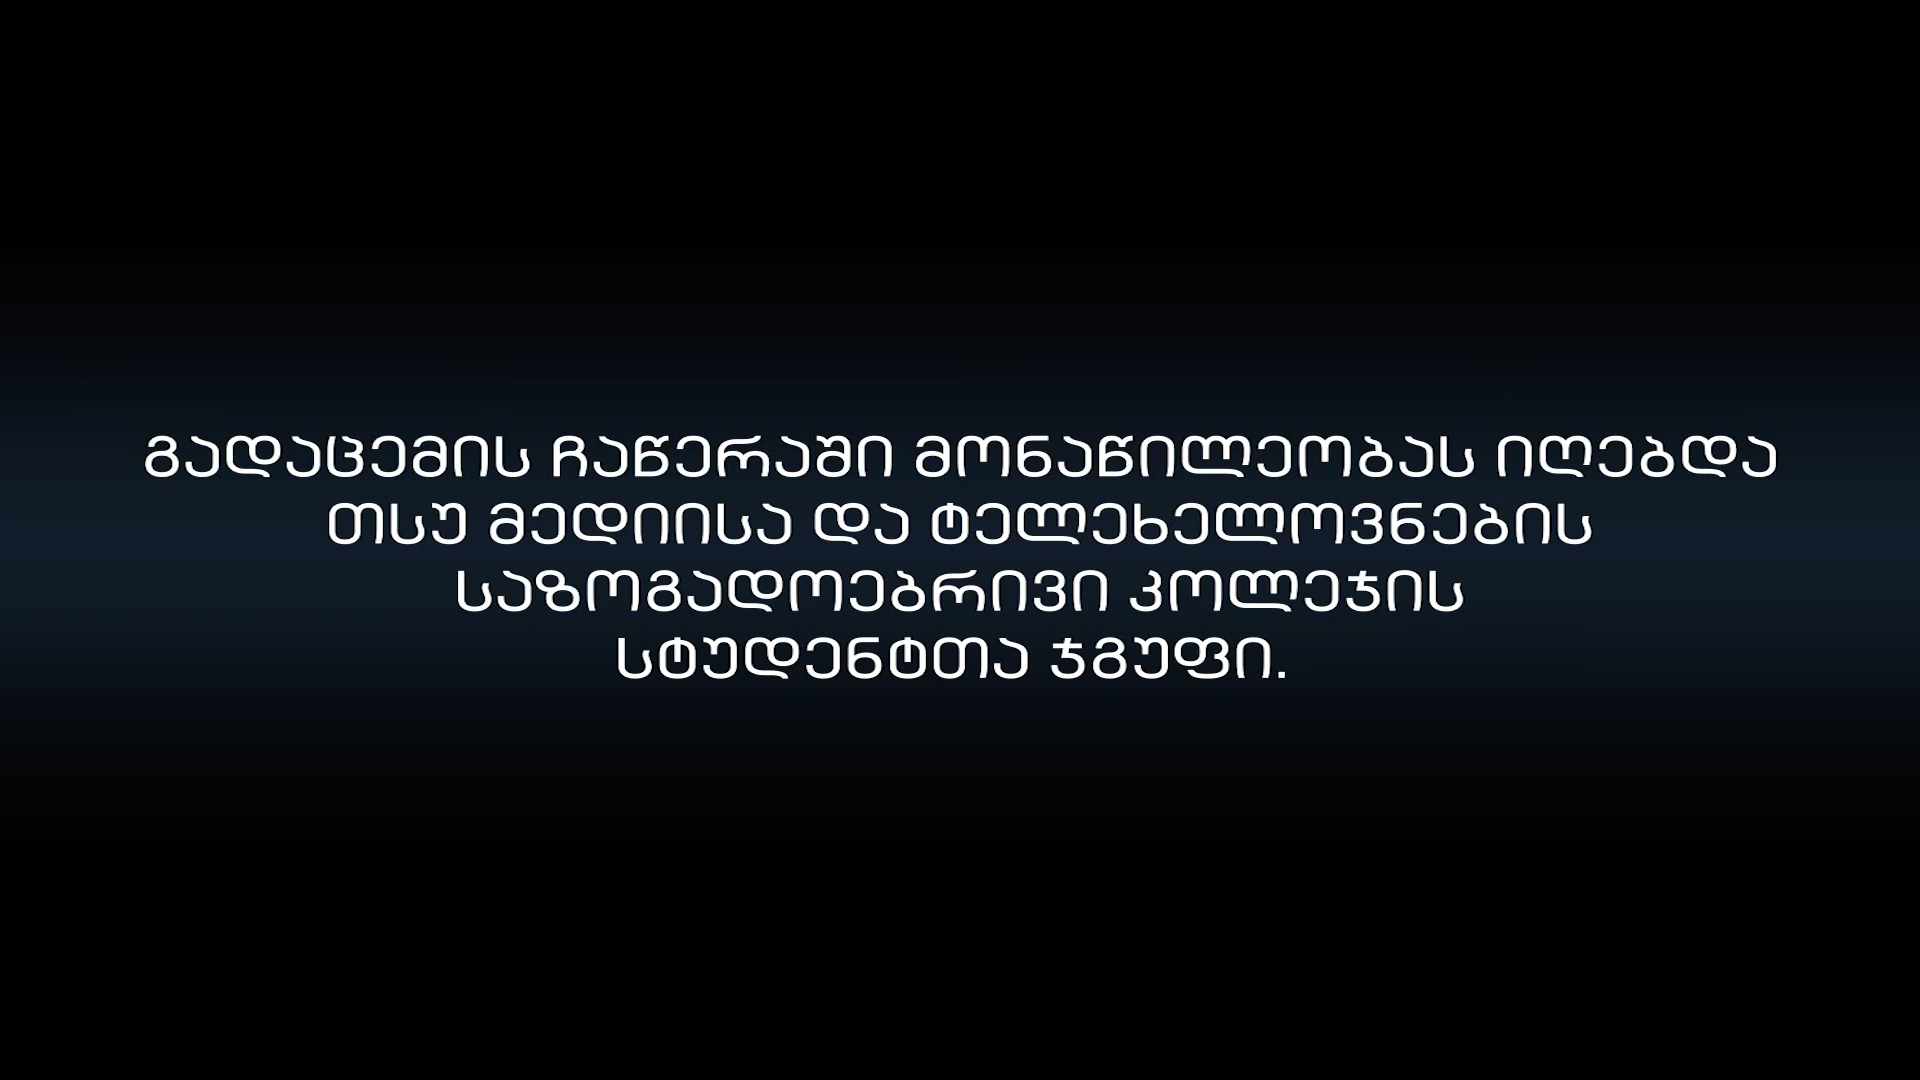 გადაცემის ჩაწერაში მონაწილეობას იღებდა
თსუ მედიისა და ტელეხელოვნების
საზოგადოებრივი კოლეჯის
სტუდენტთა ჯგუფი.